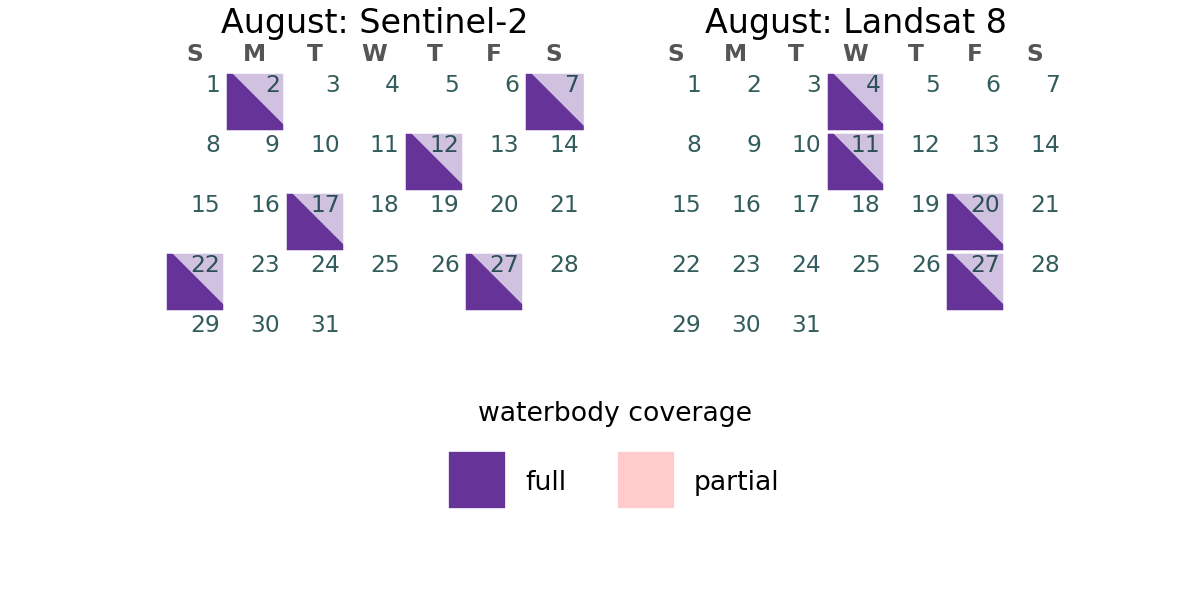 August: Sentinel-2
S M T W T F S
1 2 3 4 5 6 7
8 9 10 11 12 13 14
15 16 17 18 19 20 21
22 23 24 25 26 27 28
29 30 31
August: Landsat 8
S M T W T F S
1 2 3 4 5 6 7
8 9 10 11 12 13 14
15 16 17 18 19 20 21
22 23 24 25 26 27 28
29 30 31
waterbody coverage
full partial